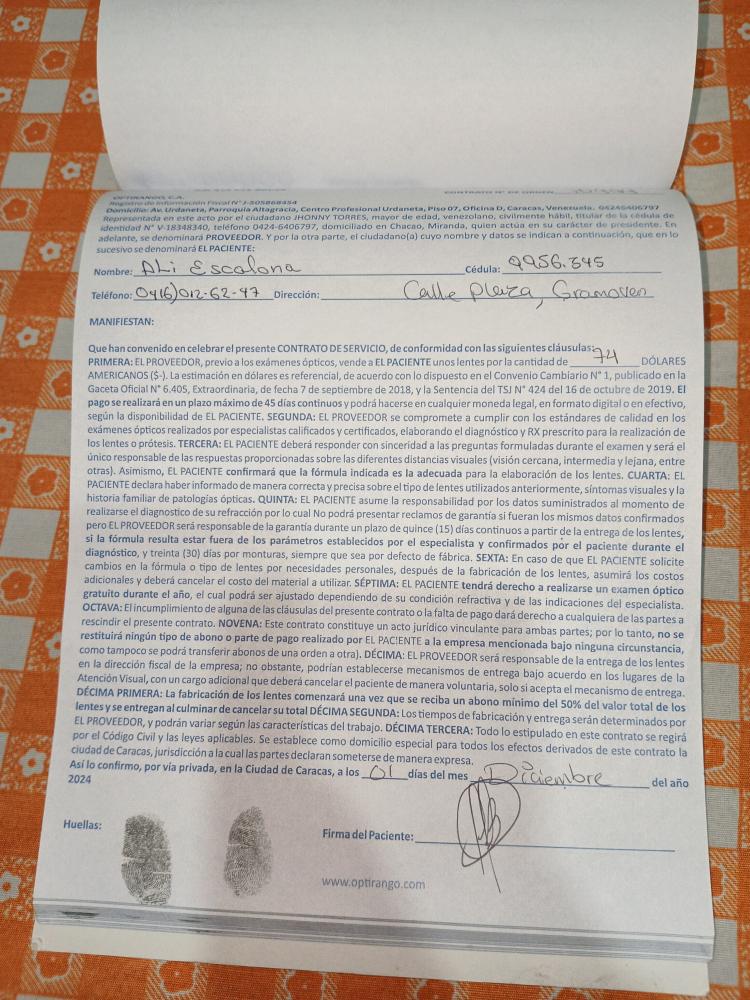 OPTIRANGO, C.A.
Registro de Información Fiscal N° J-505868454
Domicilio: Av. Urdaneta, Parroquia Altagracia, Centro Profesional Urdaneta, Piso 07, Oficina D, Caracas, Venezuela. 04246406797
Representada en este acto por el ciudadano JHONNY TORRES, mayor de edad, venezolano, civilmente hábil, titular de la cédula de
identidad N° V-18348340, teléfono 0424-6406797, domiciliado en Chacao, Miranda, quien actúa en su carácter de presidente. En
adelante, se denominará PROVEEDOR. Y por la otra parte, el ciudadano(a) cuyo nombre y datos se indican a continuación, que en lo
sucesivo se denominará EL PACIENTE:
Nombre: ALi Escalona Cédula: 9956.345
Teléfono: 0416)012-62-47 Dirección: Calle Plaza, Gramoven
MANIFIESTAN:
Que han convenido en celebrar el presente CONTRATO DE SERVICIO, de conformidad con las siguientes cláusulas:
PRIMERA: EL PROVEEDOR, previo a los exámenes ópticos, vende a EL PACIENTE unos lentes por la cantidad de 74 DÓLARES
AMERICANOS ($-). La estimación en dólares es referencial, de acuerdo con lo dispuesto en el Convenio Cambiario N° 1, publicado en la
Gaceta Oficial N° 6.405, Extraordinaria, de fecha 7 de septiembre de 2018, y la Sentencia del TSJ N° 424 del 16 de octubre de 2019. El
pago se realizará en un plazo máximo de 45 días continuos y podrá hacerse en cualquier moneda legal, en formato digital o en efectivo,
según la disponibilidad de EL PACIENTE. SEGUNDA: EL PROVEEDOR se compromete a cumplir con los estándares de calidad en los
exámenes ópticos realizados por especialistas calificados y certificados, elaborando el diagnóstico y RX prescrito para la realización de
los lentes o prótesis. TERCERA: EL PACIENTE deberá responder con sinceridad a las preguntas formuladas durante el examen y será el
único responsable de las respuestas proporcionadas sobre las diferentes distancias visuales (visión cercana, intermedia y lejana, entre
otras). Asimismo, EL PACIENTE confirmará que la fórmula indicada es la adecuada para la elaboración de los lentes. CUARTA: EL
PACIENTE declara haber informado de manera correcta y precisa sobre el tipo de lentes utilizados anteriormente, síntomas visuales y la
historia familiar de patologías ópticas. QUINTA: EL PACIENTE asume la responsabilidad por los datos suministrados al momento de
realizarse el diagnostico de su refracción por lo cual No podrá presentar reclamos de garantía si fueran los mismos datos confirmados
pero EL PROVEEDOR será responsable de la garantía durante un plazo de quince (15) días continuos a partir de la entrega de los lentes,
si la fórmula resulta estar fuera de los parámetros establecidos por el especialista y confirmados por el paciente durante el
diagnóstico, y treinta (30) días por monturas, siempre que sea por defecto de fábrica. SEXTA: En caso de que EL PACIENTE solicite
cambios en la fórmula o tipo de lentes por necesidades personales, después de la fabricación de los lentes, asumirá los costos
adicionales y deberá cancelar el costo del material a utilizar. SÉPTIMA: EL PACIENTE tendrá derecho a realizarse un examen óptico
gratuito durante el año, el cual podrá ser ajustado dependiendo de su condición refractiva y de las indicaciones del especialista.
OCTAVA: El incumplimiento de alguna de las cláusulas del presente contrato o la falta de pago dará derecho a cualquiera de las partes a
rescindir el presente contrato. NOVENA: Este contrato constituye un acto jurídico vinculante para ambas partes; por lo tanto, no se
restituirá ningún tipo de abono o parte de pago realizado por EL PACIENTE a la empresa mencionada bajo ninguna circunstancia,
como tampoco se podrá transferir abonos de una orden a otra). DÉCIMA: EL PROVEEDOR será responsable de la entrega de los lentes
en la dirección fiscal de la empresa; no obstante, podrían establecerse mecanismos de entrega bajo acuerdo en los lugares de la
Atención Visual, con un cargo adicional que deberá cancelar el paciente de manera voluntaria, solo si acepta el mecanismo de entrega.
DÉCIMA PRIMERA: La fabricación de los lentes comenzará una vez que se reciba un abono mínimo del 50% del valor total de los
lentes y se entregan al culminar de cancelar su total DÉCIMA SEGUNDA: Los tiempos de fabricación y entrega serán determinados por
EL PROVEEDOR, y podrán variar según las características del trabajo. DÉCIMA TERCERA: Todo lo estipulado en este contrato se regirá
por el Código Civil y las leyes aplicables. Se establece como domicilio especial para todos los efectos derivados de este contrato la
ciudad de Caracas, jurisdicción a la cual las partes declaran someterse de manera expresa.
Así lo confirmo, por vía privada, en la Ciudad de Caracas, a los 01 días del mes Diciembre del año
2024
Huellas:
Firma del Paciente:
www.optirango.com